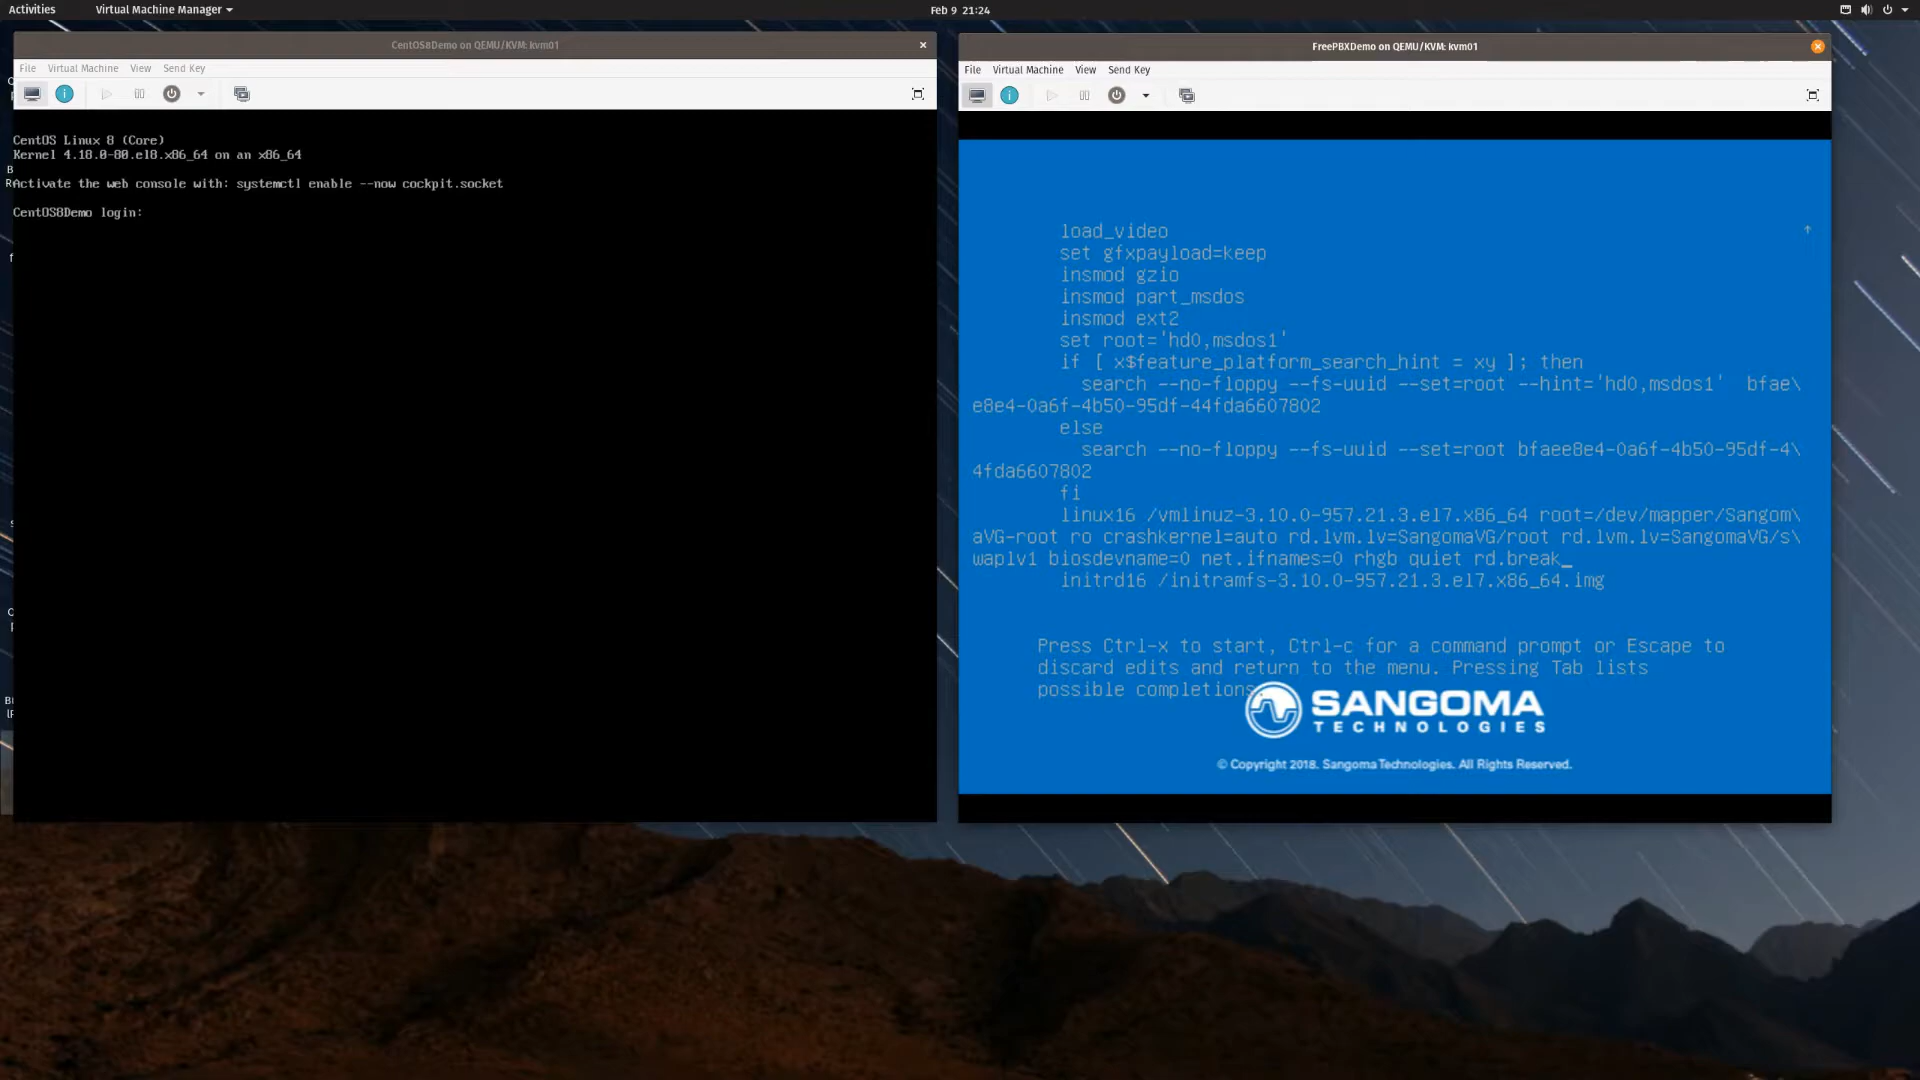 Activities
Virtual Machine Manager
Feb 9 21:24
CentOS8Demo on QEMU/KVM: kvm01
File Virtual Machine View Send Key
CentOS Linux 8 (Core)
Kernel 4.18.0-80.el8.x86_64 on an x86_64
Activate the web console with: systemctl enable --now cockpit.socket
CentOS8Demo login:
FreePBXDemo on QEMU/KVM: kvm01
File Virtual Machine View Send Key
load_video
set gfxpayload=keep
insmod gzio
insmod part_msdos
insmod ext2
set root='hd0,msdos1'
if [ x$feature_platform_search_hint = xy ]; then
search --no-floppy --fs-uuid --set=root --hint='hd0,msdos1' bfae\
e8e4-0a6f-4b50-95df-44fda6607802
else
search --no-floppy --fs-uuid --set=root bfaee8e4-0a6f-4b50-95df-4\
4fda6607802
fi
linux16 /vmlinuz-3.10.0-957.21.3.el7.x86_64 root=/dev/mapper/Sangom\
aVG-root ro crashkernel=auto rd.lvm.lv=SangomaVG/root rd.lvm.lv=SangomaVG/s\
waplv1 biosdevname=0 net.ifnames=0 rhgb quiet rd.break_
initrd16 /initramfs-3.10.0-957.21.3.el7.x86_64.img
Press Ctrl-x to start, Ctrl-c for a command prompt or Escape to
discard edits and return to the menu. Pressing Tab lists
possible completions
SANGOMA
TECHNOLOGIES
© Copyright 2018. Sangoma Technologies. All Rights Reserved.